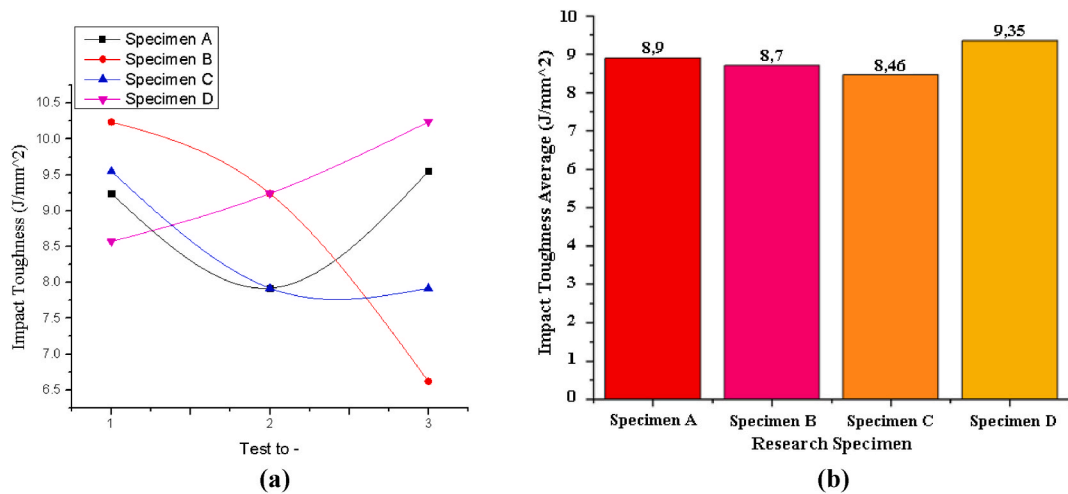 Specimen A
Specimen B
Specimen C
Specimen D
Impact Toughness (J/mm^2)
10.5
10.0
9.5
9.0
8.5
8.0
7.5
7.0
6.5
1 2 3
Test to -
(a)
Impact Toughness Average (J/mm^2)
10
9
8
7
6
5
4
3
2
1
0
8,9
8,7
8,46
9,35
Specimen A Specimen B Specimen C Specimen D
Research Specimen
(b)